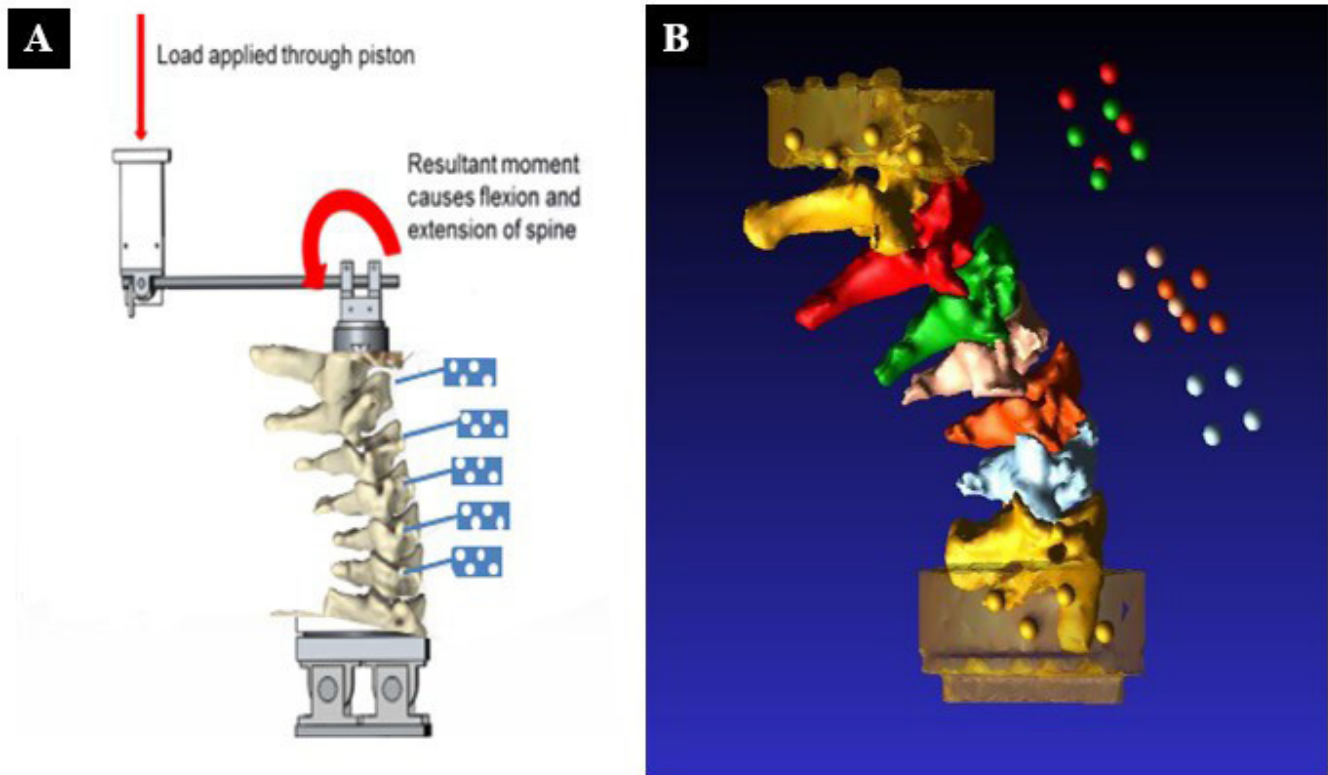 A
Load applied through piston
Resultant moment
causes flexion and
extension of spine
B